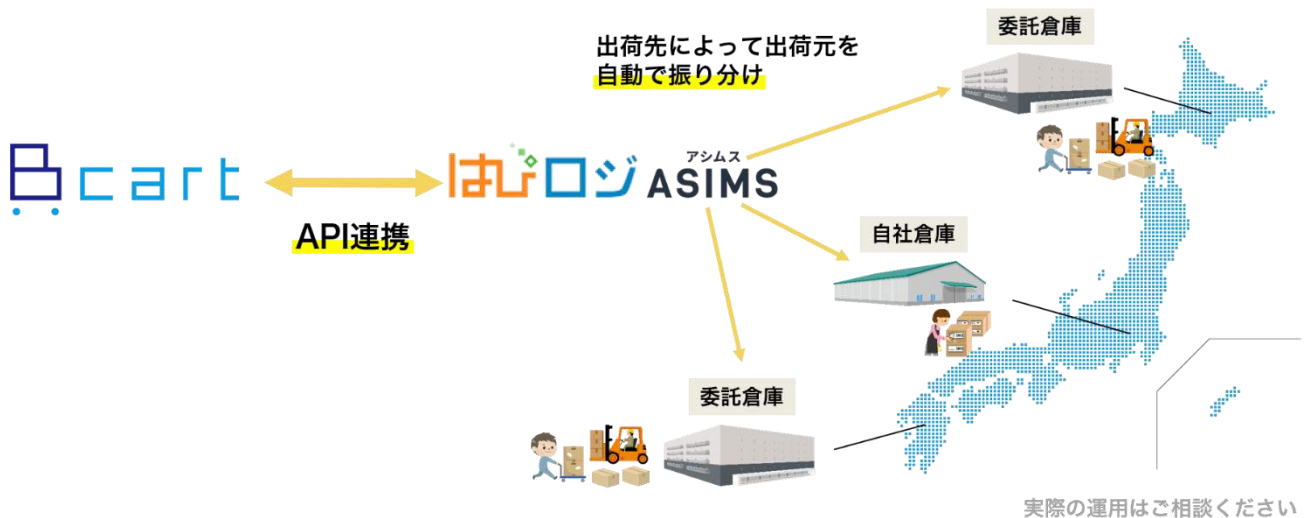 委託倉庫
出荷先によって出荷元を
自動で振り分け
Bcart
API連携
はぴロジ
アシムス
ASIMS
自社倉庫
委託倉庫
実際の運用はご相談ください